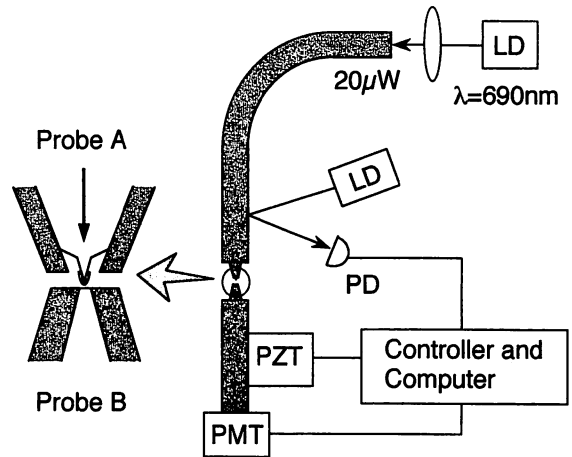 LD
20μW
λ=690nm
Probe A
LD
PD
PZT
Controller and
Computer
Probe B
PMT